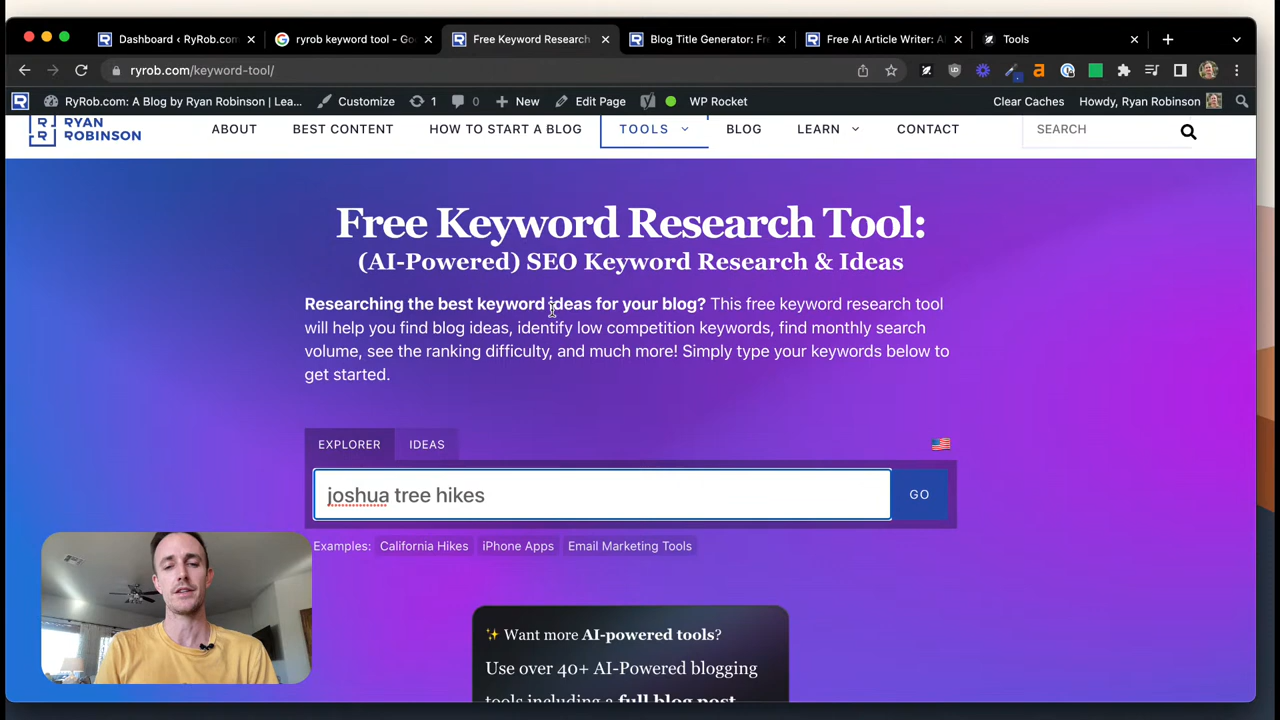 Dashboard ‹ RyRob.com:
ryrob keyword tool - Go
Free Keyword Research
Blog Title Generator: Fr
Free AI Article Writer: A
Tools
ryrob.com/keyword-tool/
RyRob.com: A Blog by Ryan Robinson | Lea...
Customize
1
0
New
Edit Page
WP Rocket
Clear Caches
Howdy, Ryan Robinson
RYAN
ROBINSON
ABOUT
BEST CONTENT
HOW TO START A BLOG
TOOLS
BLOG
LEARN
CONTACT
SEARCH
Free Keyword Research Tool:
(AI-Powered) SEO Keyword Research & Ideas
Researching the best keyword ideas for your blog? This free keyword research tool
will help you find blog ideas, identify low competition keywords, find monthly search
volume, see the ranking difficulty, and much more! Simply type your keywords below to
get started.
EXPLORER
IDEAS
joshua tree hikes
GO
Examples: California Hikes iPhone Apps Email Marketing Tools
Want more AI-powered tools?
Use over 40+ AI-Powered blogging
tools including a full blog post